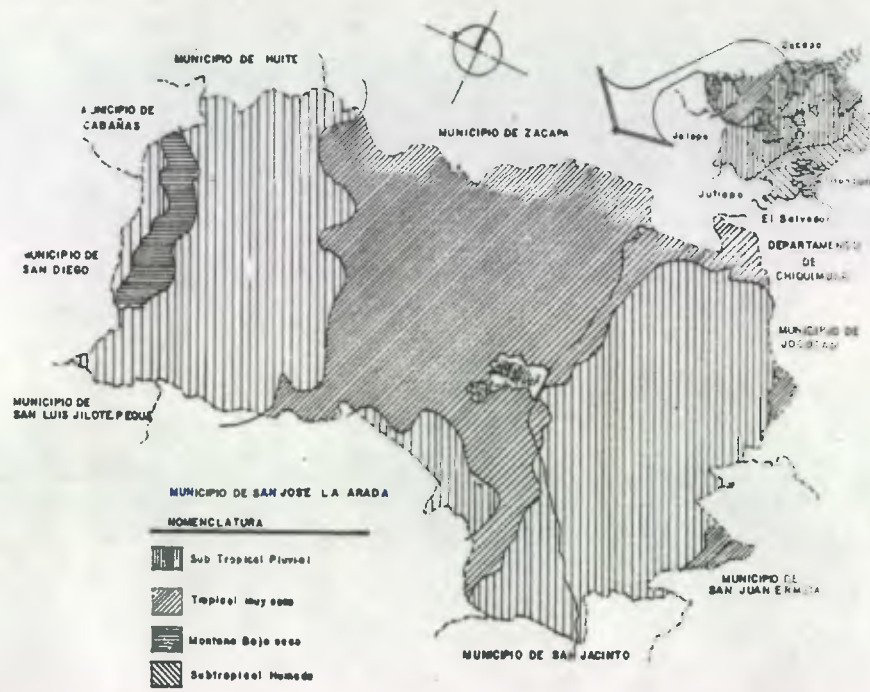 MUNICIPIO DE HUITE
MUNICIPIO DE
CABAÑAS
MUNICIPIO DE ZACAPA
Zacapa
Jalapa
Jutiapa
El Salvador
DEPARTAMENTO
DE
CHIQUIMULA
MUNICIPIO DE
SAN DIEGO
MUNICIPIO DE
JOCOTAN
MUNICIPIO DE
SAN LUIS JILOTEPEQUE
MUNICIPIO DE SAN JOSE LA ARADA
NOMENCLATURA
Sub Tropical Pluvial
Tropical muy seco
Montano Bajo seco
Subtropical Humedo
MUNICIPIO DE
SAN JUAN ERMITA
MUNICIPIO DE SAN JACINTO